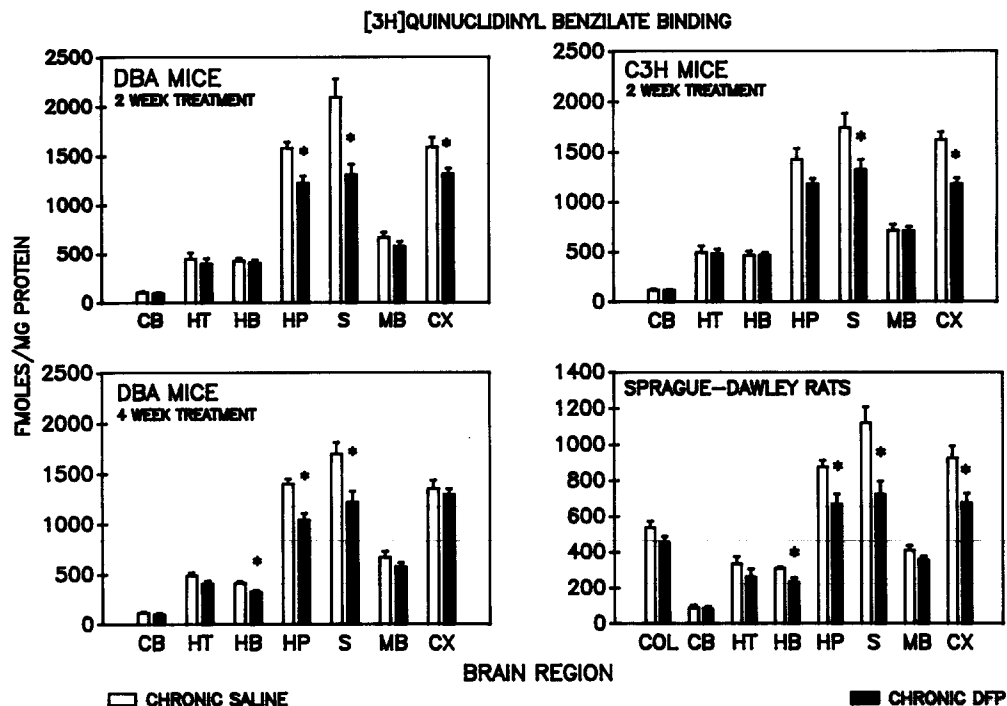 [3H]QUINUCLIDINYL BENZILATE BINDING
FMOLES/MG PROTEIN
DBA MICE
2 WEEK TREATMENT
2500
2000
1500
1000
500
0
*
*
*
CB HT HB HP S MB CX
C3H MICE
2 WEEK TREATMENT
2500
2000
1500
1000
500
0
*
*
CB HT HB HP S MB CX
DBA MICE
4 WEEK TREATMENT
2500
2000
1500
1000
500
0
*
*
*
CB HT HB HP S MB CX
SPRAGUE-DAWLEY RATS
1400
1200
1000
800
600
400
200
0
*
*
*
*
COL CB HT HB HP S MB CX
BRAIN REGION
CHRONIC SALINE
CHRONIC DFP